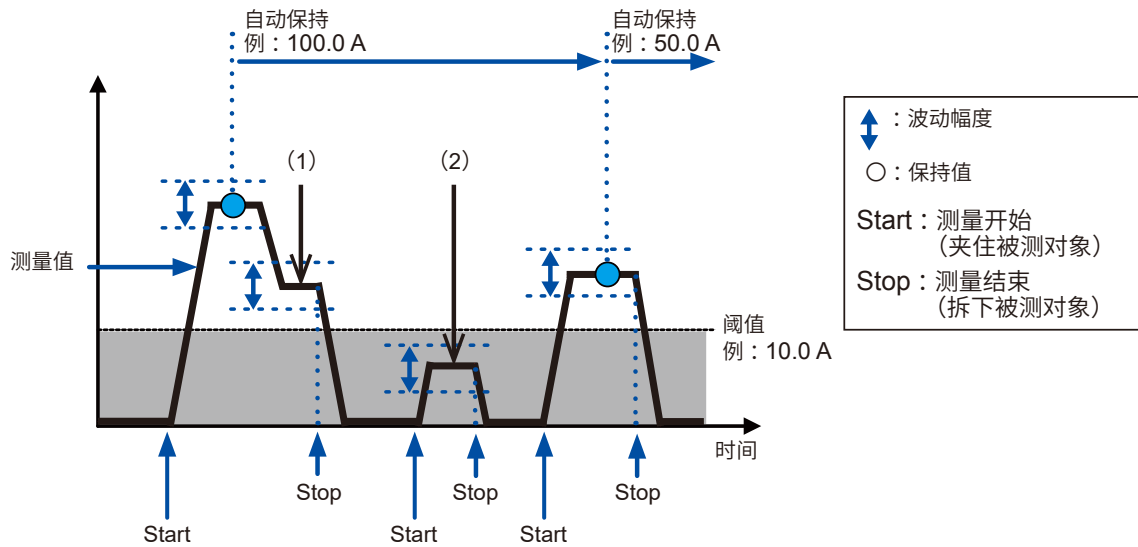 自动保持
例：100.0 A
自动保持
例：50.0 A
（1）
（2）
测量值
阈值
例：10.0 A
时间
Stop
Stop
Stop
Start
Start
Start
：波动幅度
：保持值
Start：测量开始
（夹住被测对象）
Stop：测量结束
（拆下被测对象）